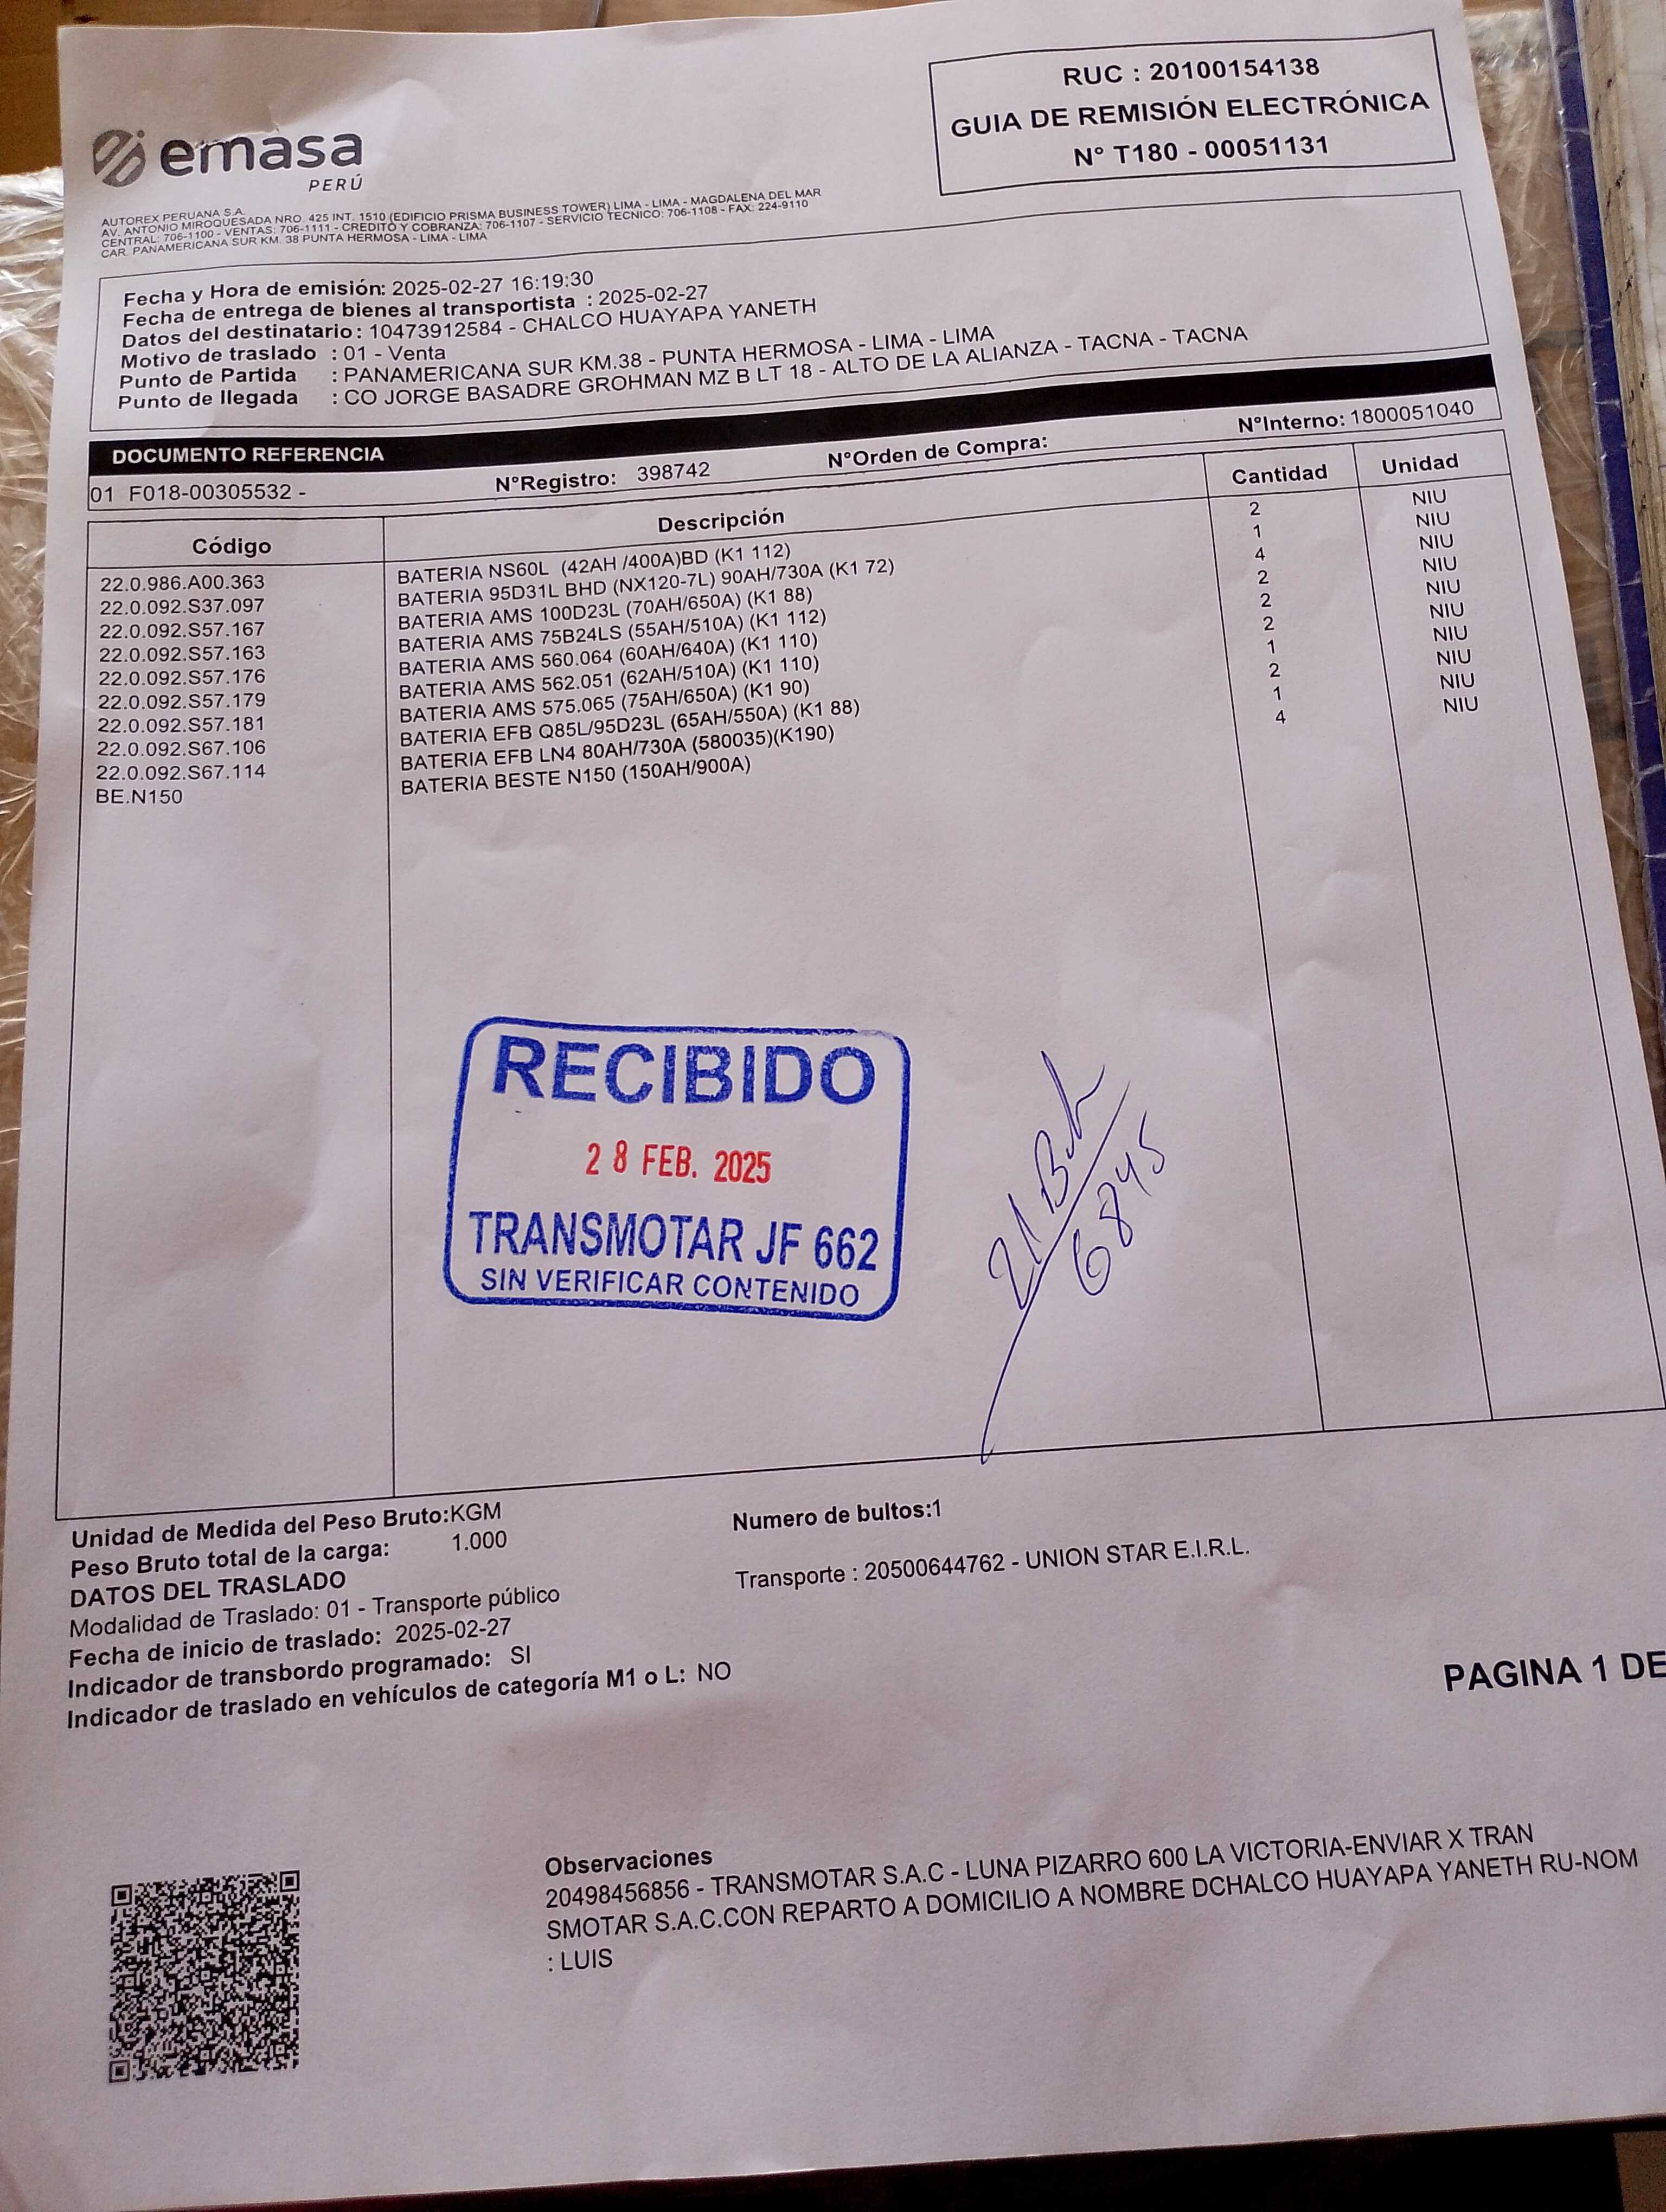 emasa
PERÚ
RUC : 20100154138
GUIA DE REMISIÓN ELECTRÓNICA
N° T180 - 00051131
AUTOREX PERUANA S.A.
AV. ANTONIO MIROQUESADA NRO. 425 INT. 1510 (EDIFICIO PRISMA BUSINESS TOWER) LIMA - LIMA - MAGDALENA DEL MAR
CENTRAL: 706-1100 - VENTAS: 706-1111 - CREDITO Y COBRANZA: 706-1107 - SERVICIO TECNICO: 706-1108 - FAX: 224-9110
CAR. PANAMERICANA SUR KM. 38 PUNTA HERMOSA - LIMA - LIMA
Fecha y Hora de emisión: 2025-02-27 16:19:30
Fecha de entrega de bienes al transportista : 2025-02-27
Datos del destinatario: 10473912584 - CHALCO HUAYAPA YANETH
Motivo de traslado : 01 - Venta
Punto de Partida : PANAMERICANA SUR KM.38 - PUNTA HERMOSA - LIMA - LIMA
Punto de llegada : CO JORGE BASADRE GROHMAN MZ B LT 18 - ALTO DE LA ALIANZA - TACNA - TACNA
DOCUMENTO REFERENCIA
01 F018-00305532 - N°Registro: 398742 N°Orden de Compra: N°Interno: 1800051040
Código Descripción Cantidad Unidad
22.0.986.A00.363 BATERIA NS60L (42AH /400A)BD (K1 112) 2 NIU
22.0.092.S37.097 BATERIA 95D31L BHD (NX120-7L) 90AH/730A (K1 72) 1 NIU
22.0.092.S57.167 BATERIA AMS 100D23L (70AH/650A) (K1 88) 4 NIU
22.0.092.S57.163 BATERIA AMS 75B24LS (55AH/510A) (K1 112) 2 NIU
22.0.092.S57.176 BATERIA AMS 560.064 (60AH/640A) (K1 110) 2 NIU
22.0.092.S57.179 BATERIA AMS 562.051 (62AH/510A) (K1 110) 2 NIU
22.0.092.S57.181 BATERIA AMS 575.065 (75AH/650A) (K1 90) 1 NIU
22.0.092.S67.106 BATERIA EFB Q85L/95D23L (65AH/550A) (K1 88) 2 NIU
22.0.092.S67.114 BATERIA EFB LN4 80AH/730A (580035)(K190) 1 NIU
BE.N150 BATERIA BESTE N150 (150AH/900A) 4 NIU
RECIBIDO
28 FEB. 2025
TRANSMOTAR JF 662
SIN VERIFICAR CONTENIDO
21
6845
Unidad de Medida del Peso Bruto:KGM Numero de bultos:1
Peso Bruto total de la carga: 1.000
DATOS DEL TRASLADO Transporte : 20500644762 - UNION STAR E.I.R.L.
Modalidad de Traslado: 01 - Transporte público
Fecha de inicio de traslado: 2025-02-27
Indicador de transbordo programado: SI
Indicador de traslado en vehículos de categoría M1 o L: NO
PAGINA 1 DE
Observaciones
20498456856 - TRANSMOTAR S.A.C - LUNA PIZARRO 600 LA VICTORIA-ENVIAR X TRAN
SMOTAR S.A.C.CON REPARTO A DOMICILIO A NOMBRE DCHALCO HUAYAPA YANETH RU-NOM
: LUIS